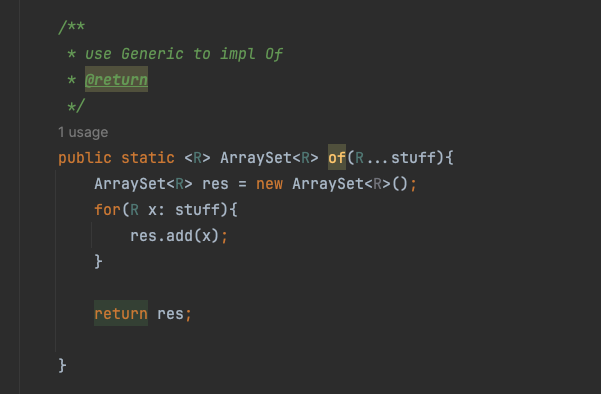 /**
 * use Generic to impl Of
 * @return
 */
1 usage
public static <R> ArraySet<R> of(R...stuff){
    ArraySet<R> res = new ArraySet<R>();
    for(R x: stuff){
        res.add(x);
    }
    return res;
}